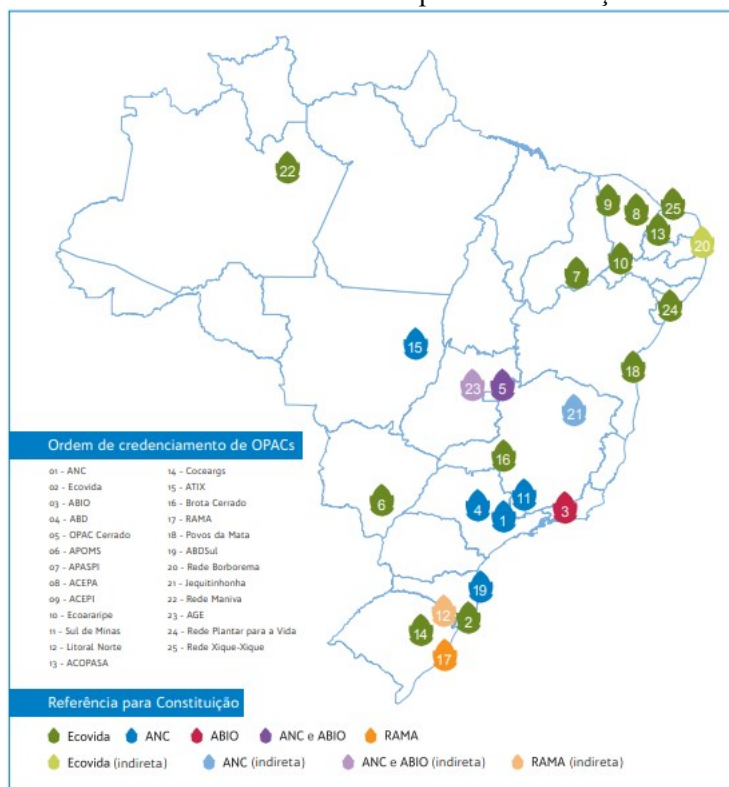 22
9
8
25
13
20
10
7
24
15
18
23
5
21
16
11
6
4
1
3
19
12
2
14
17
Ordem de credenciamento de OPACs
01 - ANC
02 - Ecovida
03 - ABIO
04 - ABD
05 - OPAC Cerrado
06 - APOMS
07 - APASPI
08 - ACEPA
09 - ACEPI
10 - Ecoararipe
11 - Sul de Minas
12 - Litoral Norte
13 - ACOPASA
14 - Coceargs
15 - ATIX
16 - Brota Cerrado
17 - RAMA
18 - Povos da Mata
19 - ABDSul
20 - Rede Borborema
21 - Jequitinhonha
22 - Rede Maniva
23 - AGE
24 - Rede Plantar para a Vida
25 - Rede Xique-Xique
Referência para Constituição
Ecovida ANC ABIO ANC e ABIO RAMA
Ecovida (indireta) ANC (indireta) ANC e ABIO (indireta) RAMA (indireta)